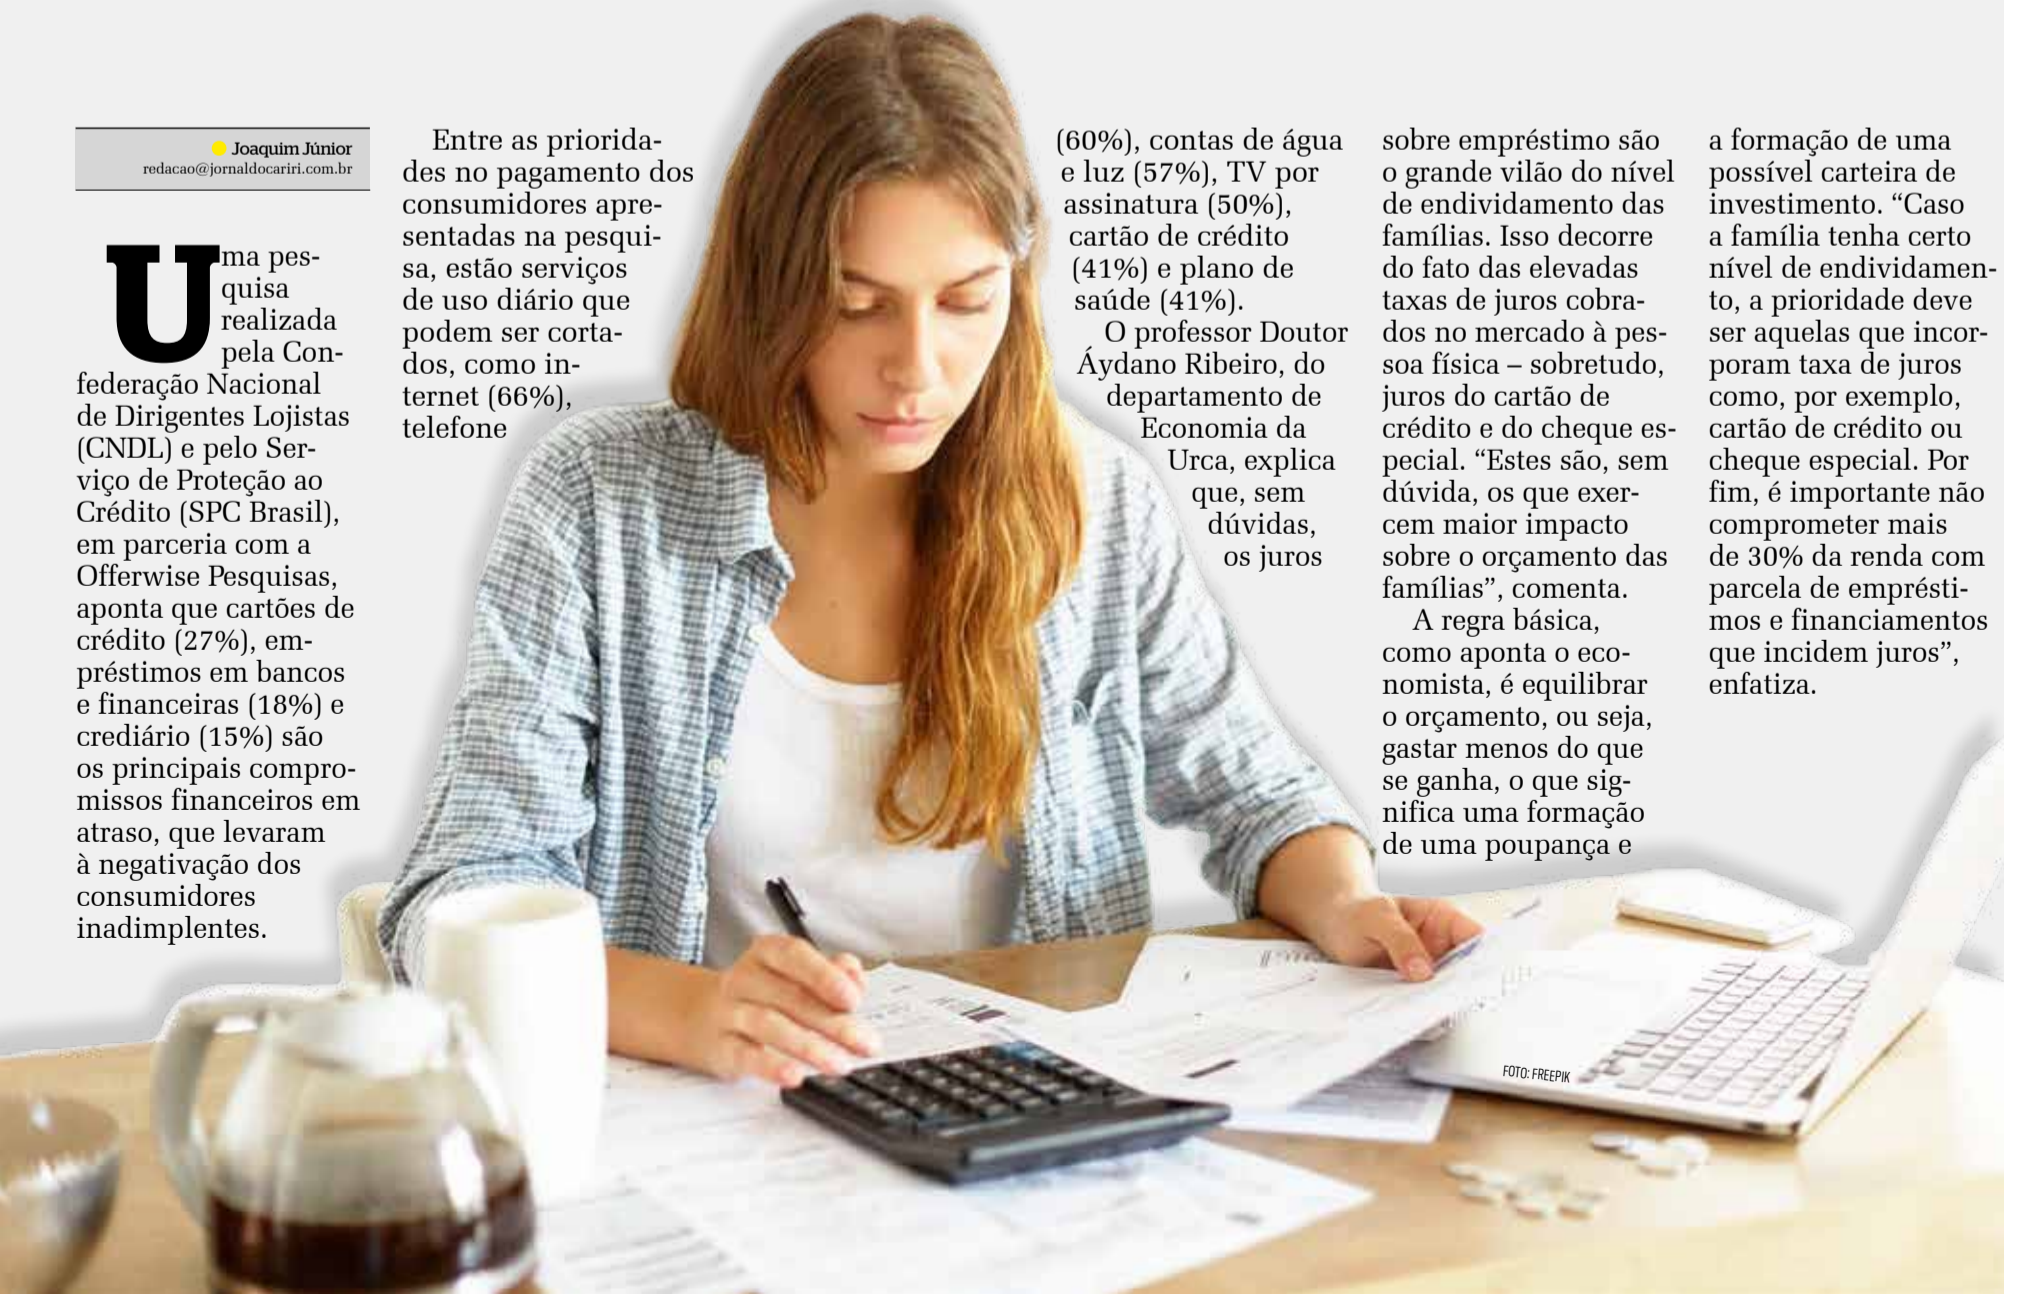 Joaquim Júnior
redacao@jornaldocariri.com.br
Uma pes-
quisa
realizada
pela Con-
federação Nacional
de Dirigentes Lojistas
(CNDL) e pelo Ser-
viço de Proteção ao
Crédito (SPC Brasil),
em parceria com a
Offerwise Pesquisas,
aponta que cartões de
crédito (27%), em-
préstimos em bancos
e financeiras (18%) e
crediário (15%) são
os principais compro-
missos financeiros em
atraso, que levaram
à negativação dos
consumidores
inadimplentes.
Entre as priorida-
des no pagamento dos
consumidores apre-
sentadas na pesqui-
sa, estão serviços
de uso diário que
podem ser corta-
dos, como in-
ternet (66%),
telefone
(60%), contas de água
e luz (57%), TV por
assinatura (50%),
cartão de crédito
(41%) e plano de
saúde (41%).
O professor Doutor
Áydano Ribeiro, do
departamento de
Economia da
Urca, explica
que, sem
dúvidas,
os juros
sobre empréstimo são
o grande vilão do nível
de endividamento das
famílias. Isso decorre
do fato das elevadas
taxas de juros cobra-
dos no mercado à pes-
soa física – sobretudo,
juros do cartão de
crédito e do cheque es-
pecial. “Estes são, sem
dúvida, os que exer-
cem maior impacto
sobre o orçamento das
famílias”, comenta.
A regra básica,
como aponta o eco-
nomista, é equilibrar
o orçamento, ou seja,
gastar menos do que
se ganha, o que sig-
nifica uma formação
de uma poupança e
a formação de uma
possível carteira de
investimento. “Caso
a família tenha certo
nível de endividamen-
to, a prioridade deve
ser aquelas que incor-
poram taxa de juros
como, por exemplo,
cartão de crédito ou
cheque especial. Por
fim, é importante não
comprometer mais
de 30% da renda com
parcela de emprésti-
mos e financiamentos
que incidem juros”,
enfatiza.
FOTO: FREEPIK